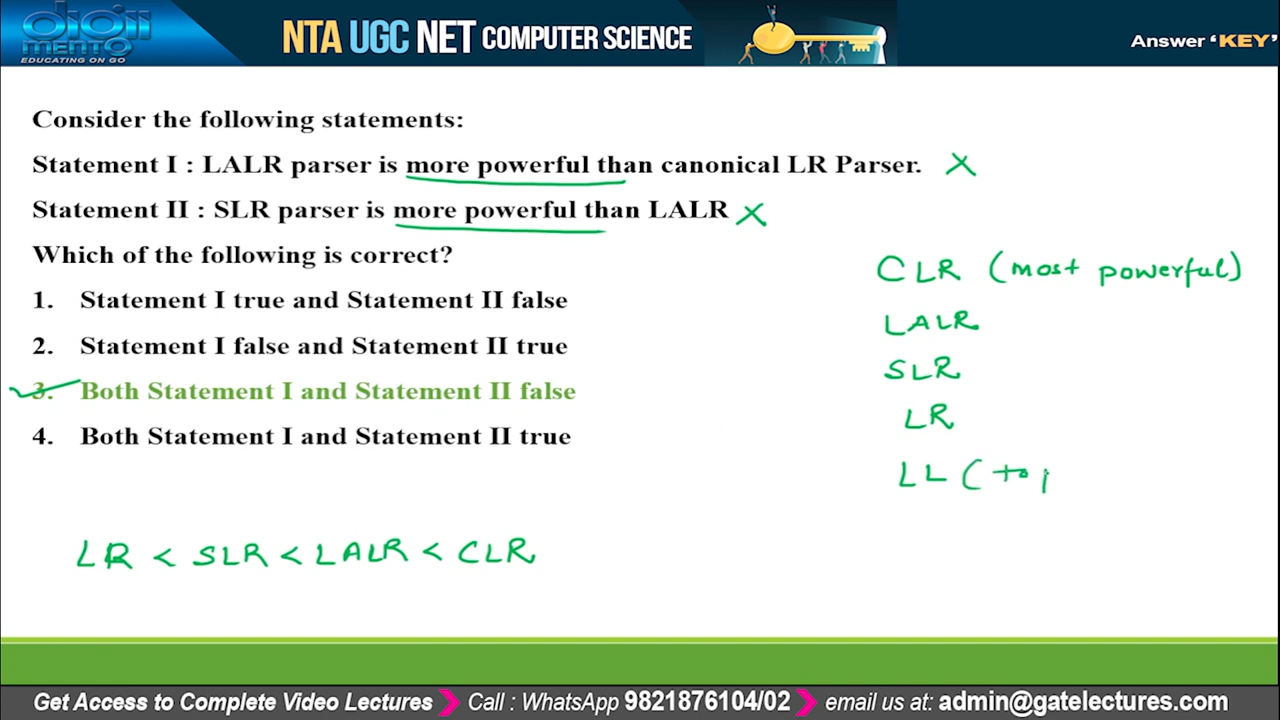 didji
MENTO
EDUCATING ON GO
NTA UGC NET COMPUTER SCIENCE
Answer ‘KEY’
Consider the following statements:
Statement I : LALR parser is more powerful than canonical LR Parser. X
Statement II : SLR parser is more powerful than LALR X
Which of the following is correct?
1. Statement I true and Statement II false
2. Statement I false and Statement II true
3. Both Statement I and Statement II false
4. Both Statement I and Statement II true
CLR (most powerful)
LALR
SLR
LR
LL (top
LR < SLR < LALR < CLR
Get Access to Complete Video Lectures Call : WhatsApp 9821876104/02 email us at: admin@gatelectures.com